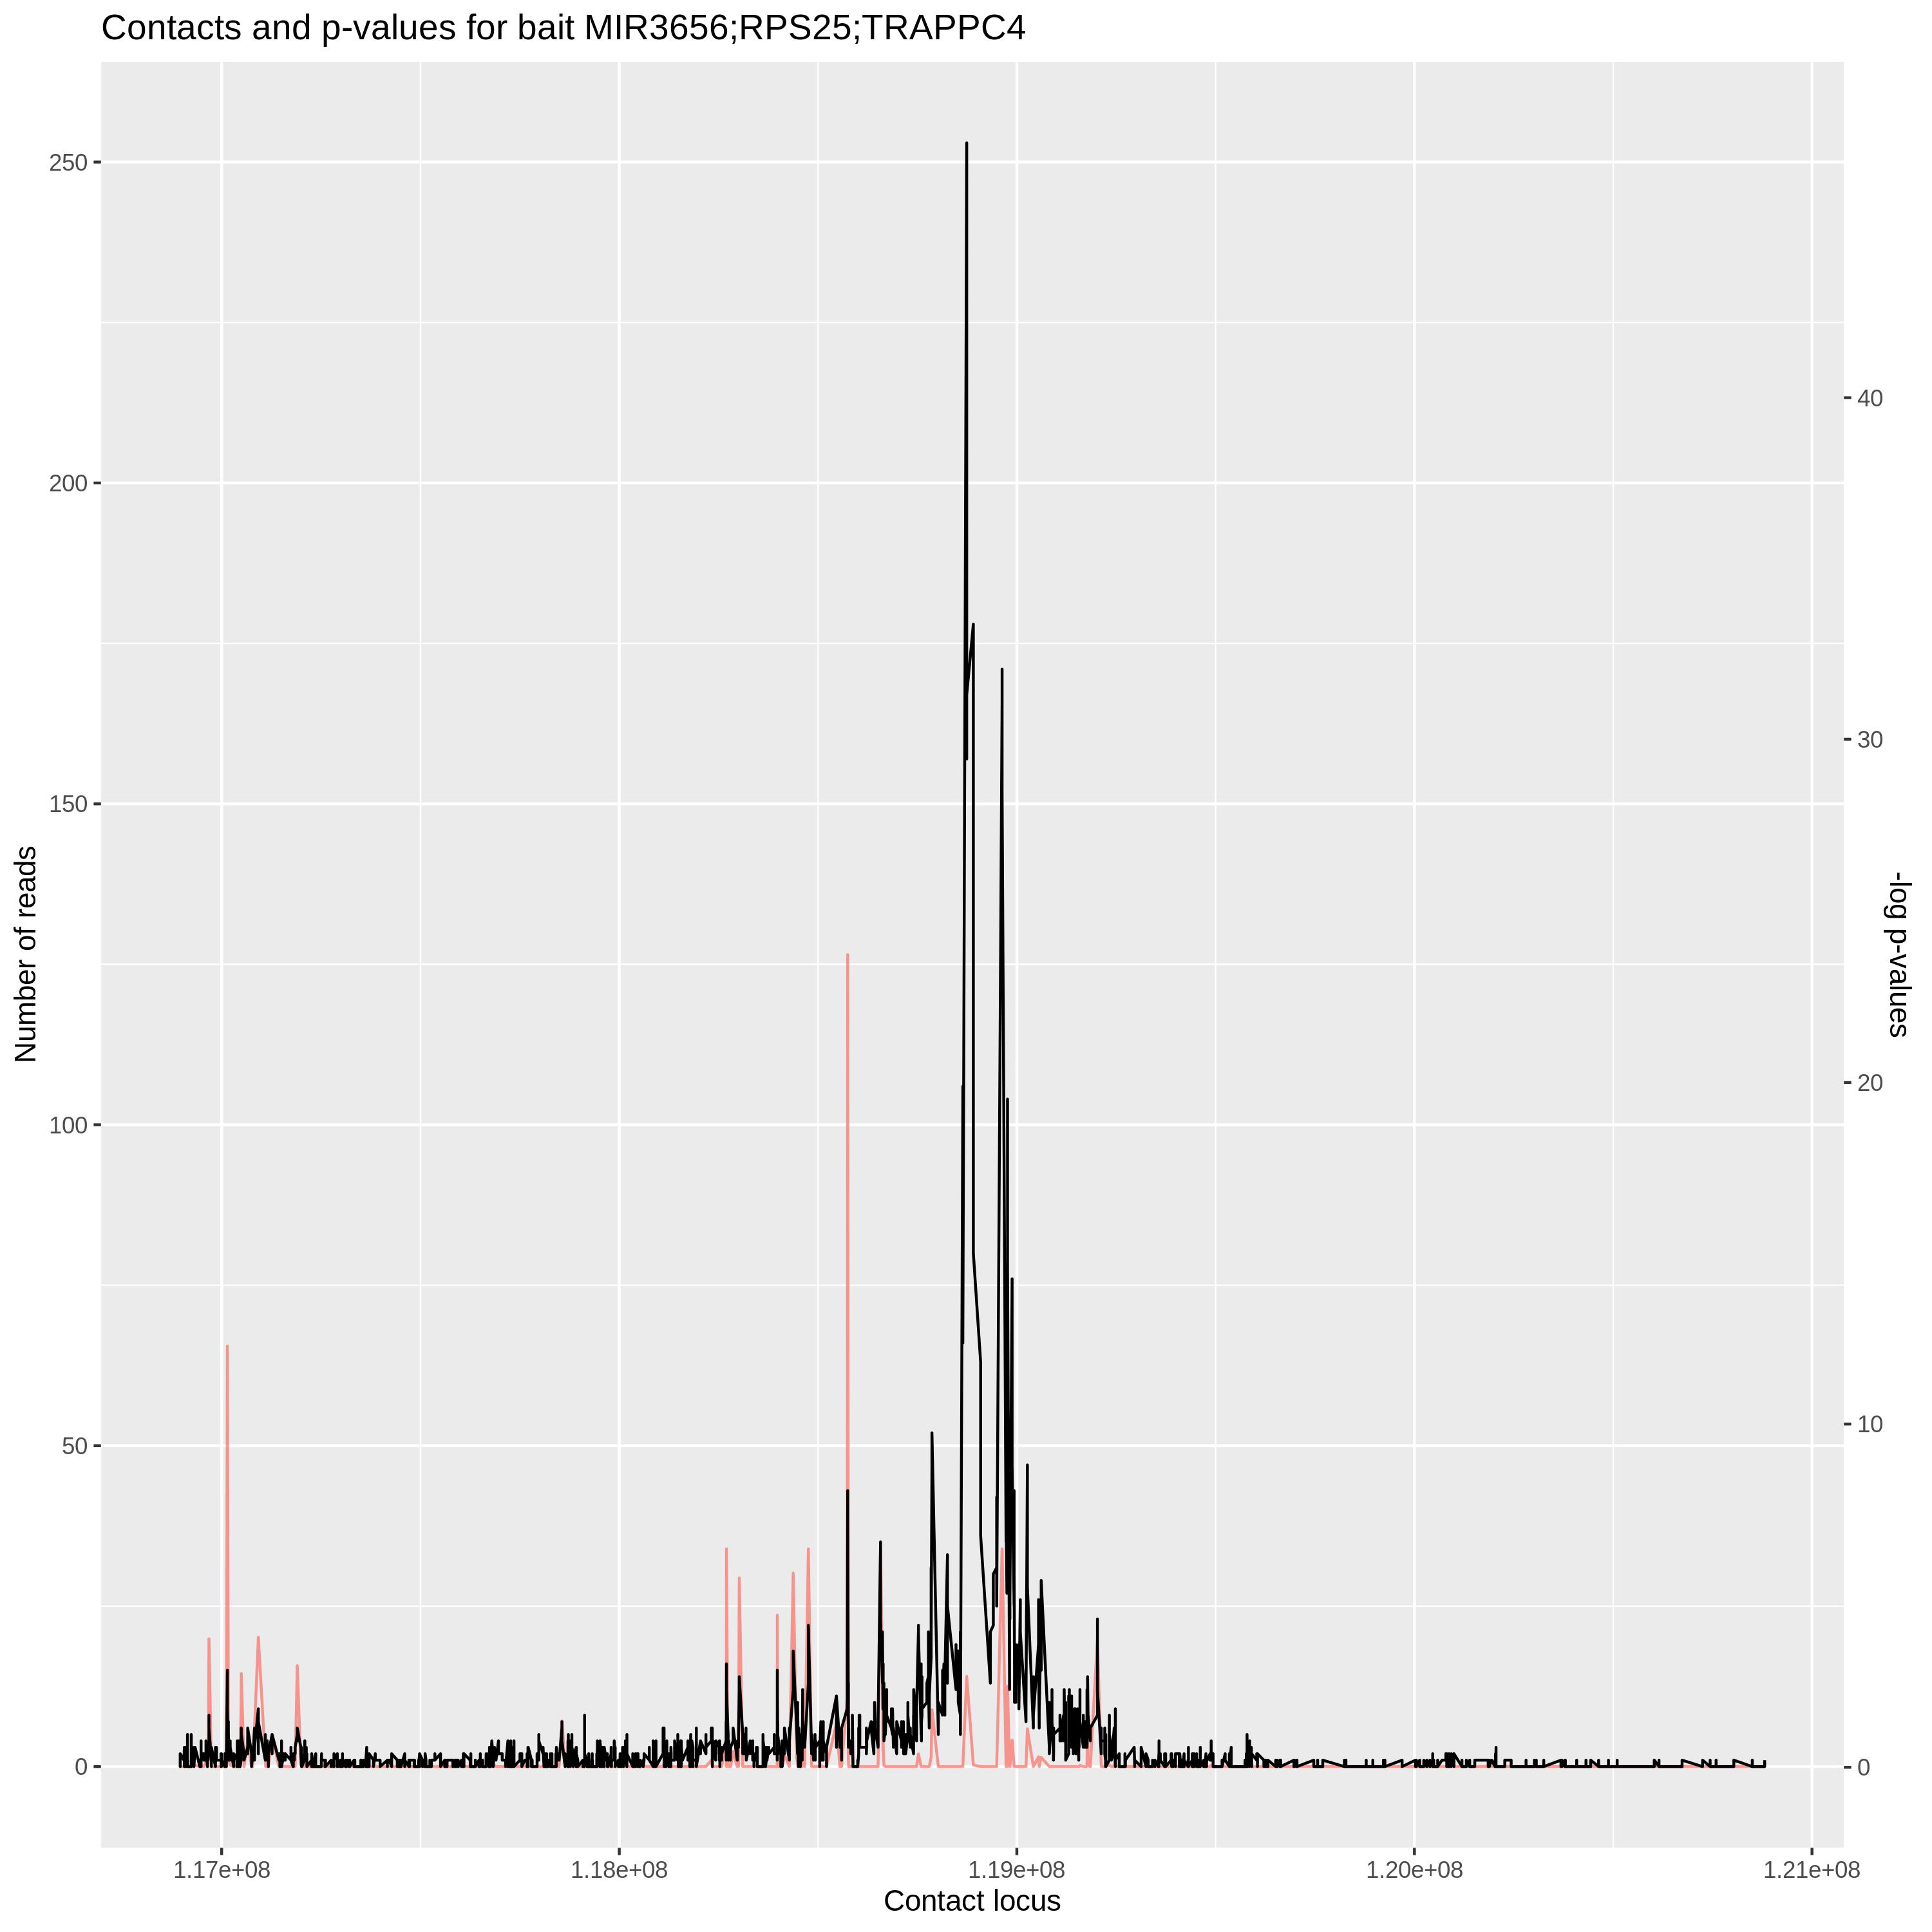 Contacts and p-values for bait MIR3656;RPS25;TRAPPC4
250
200
150
100
50
0
Number of reads
40
30
20
10
0
-log p-values
1.17e+08 1.18e+08 1.19e+08 1.20e+08 1.21e+08
Contact locus